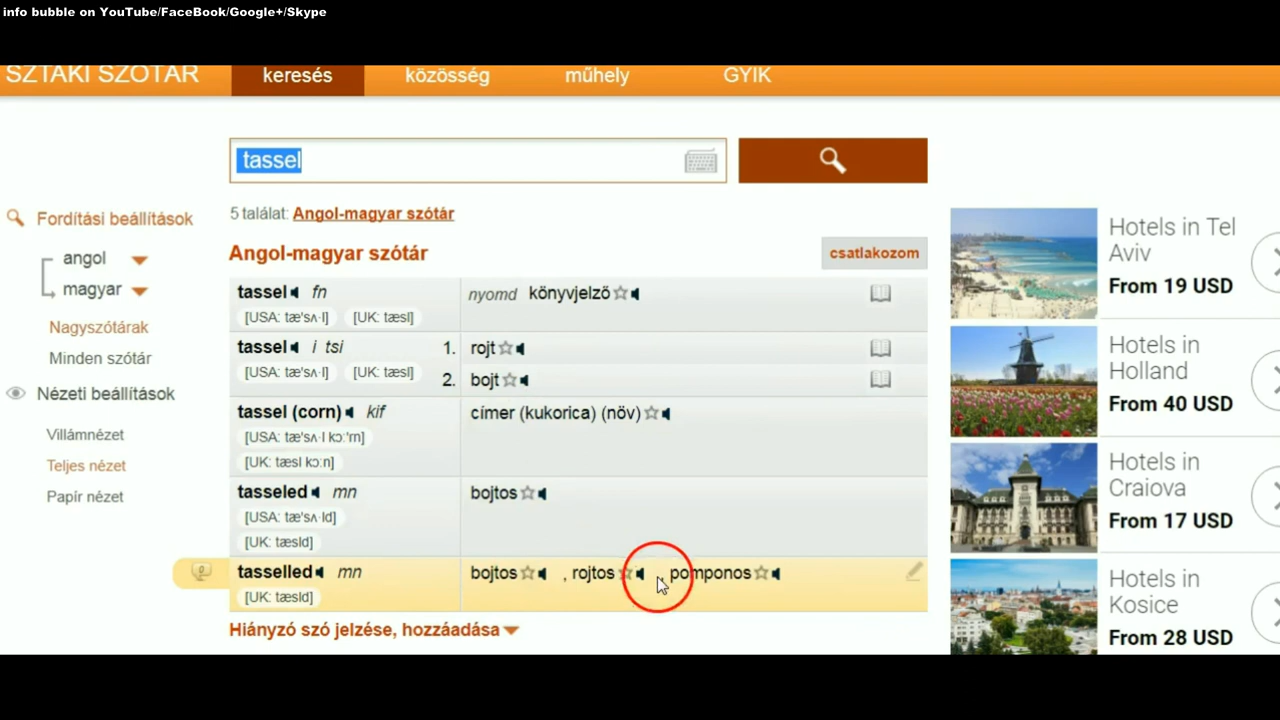 info bubble on YouTube/FaceBook/Google+/Skype
SZTAKI SZÓTÁR
keresés
közösség
műhely
GYIK
tassel
5 találat: Angol-magyar szótár
Fordítási beállítások
angol
magyar
Nagyszótárak
Minden szótár
Nézeti beállítások
Villámnézet
Teljes nézet
Papír nézet
Angol-magyar szótár
csatlakozom
tassel fn
[USA: tæ'sʌ·l] [UK: tæsl]
nyomd könyvjelző
tassel i tsi
[USA: tæ'sʌ·l] [UK: tæsl]
1. rojt
2. bojt
tassel (corn) kif
[USA: tæ'sʌ·l kɔː'rn]
[UK: tæsl kɔːn]
címer (kukorica) (növ)
tasseled mn
[USA: tæ'sʌ·ld]
[UK: tæsld]
bojtos
tasselled mn
[UK: tæsld]
bojtos , rojtos , pomponos
Hiányzó szó jelzése, hozzáadása
Hotels in Tel
Aviv
From 19 USD
Hotels in
Holland
From 40 USD
Hotels in
Craiova
From 17 USD
Hotels in
Kosice
From 28 USD